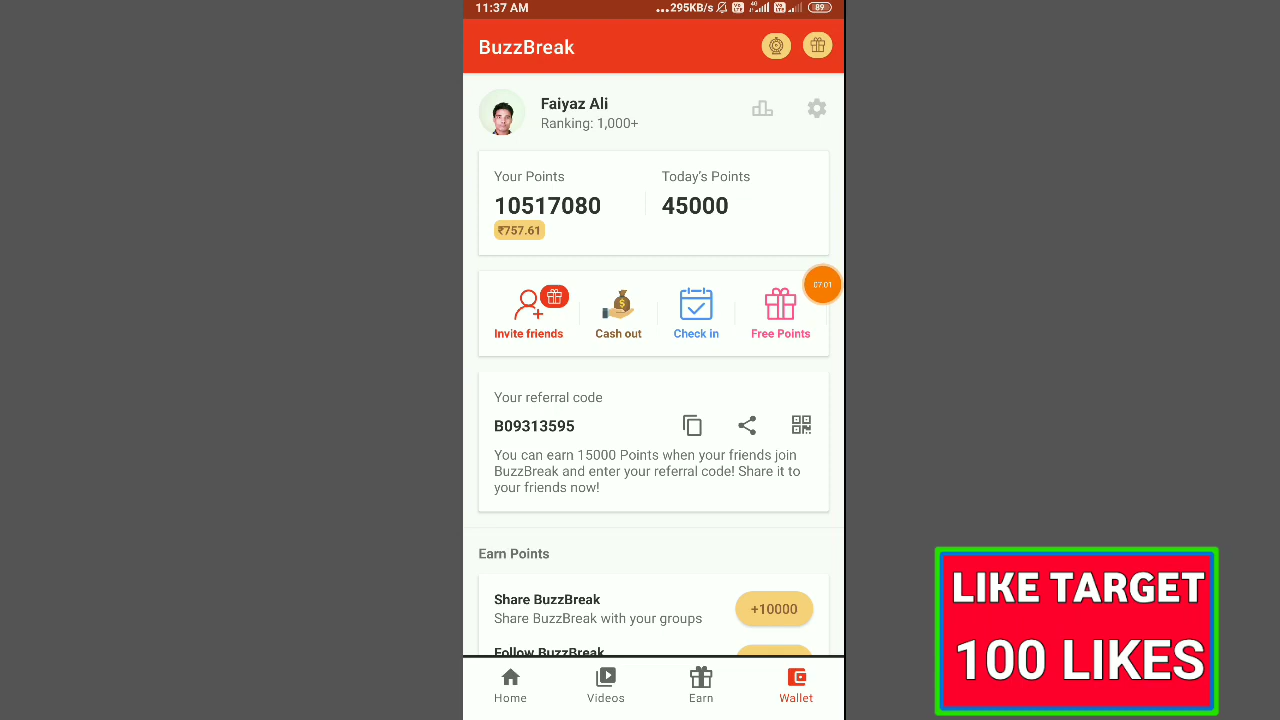 11:37 AM
...295KB/s
4G
89
BuzzBreak
Faiyaz Ali
Ranking: 1,000+
Your Points
Today's Points
10517080
45000
₹757.61
07:01
Invite friends
Cash out
Check in
Free Points
Your referral code
B09313595
You can earn 15000 Points when your friends join
BuzzBreak and enter your referral code! Share it to
your friends now!
Earn Points
Share BuzzBreak
+10000
Share BuzzBreak with your groups
Follow BuzzBreak
Home
Videos
Earn
Wallet
LIKE TARGET
100 LIKES